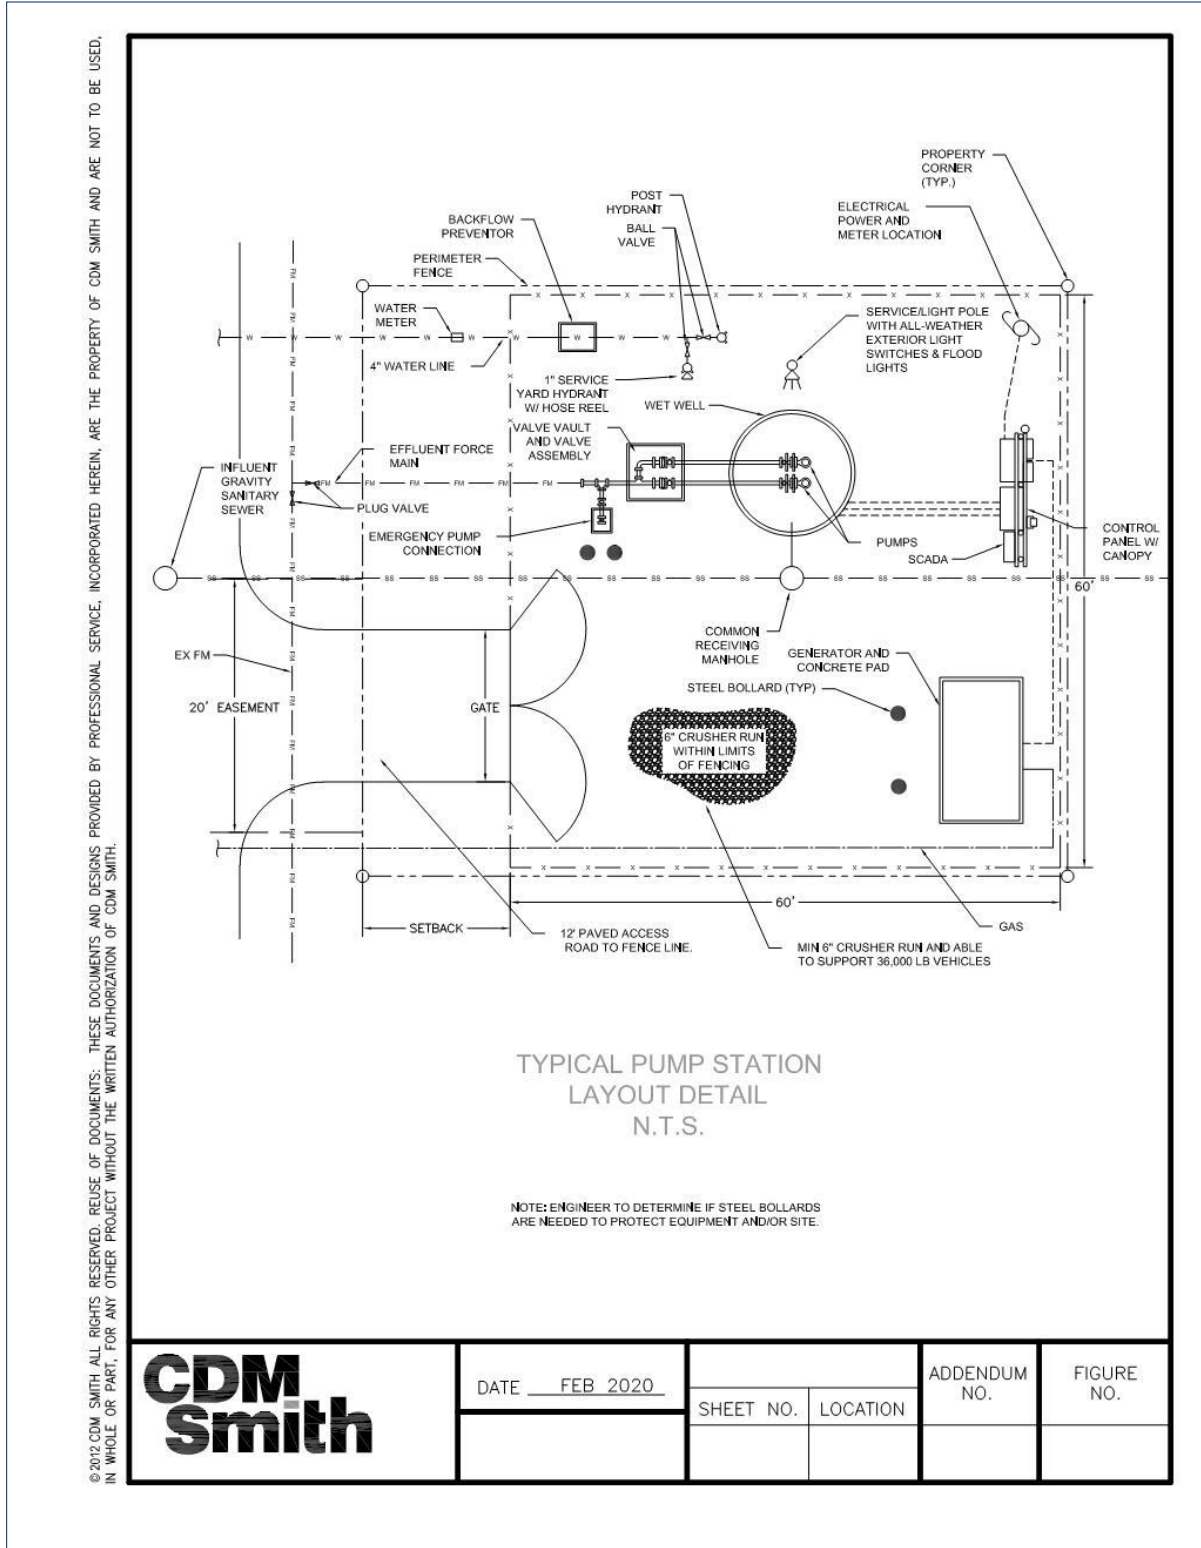 © 2012 CDM SMITH ALL RIGHTS RESERVED. REUSE OF DOCUMENTS: THESE DOCUMENTS AND DESIGNS PROVIDED BY PROFESSIONAL SERVICE, INCORPORATED HEREIN, ARE THE PROPERTY OF CDM SMITH AND ARE NOT TO BE USED,
IN WHOLE OR PART, FOR ANY OTHER PROJECT WITHOUT THE WRITTEN AUTHORIZATION OF CDM SMITH.
PROPERTY
CORNER
(TYP.)
POST
HYDRANT
BALL
VALVE
ELECTRICAL
POWER AND
METER LOCATION
BACKFLOW
PREVENTOR
PERIMETER
FENCE
WATER
METER
4" WATER LINE
SERVICE/LIGHT POLE
WITH ALL-WEATHER
EXTERIOR LIGHT
SWITCHES & FLOOD
LIGHTS
1" SERVICE
YARD HYDRANT
W/ HOSE REEL
WET WELL
VALVE VAULT
AND VALVE
ASSEMBLY
EFFLUENT FORCE
MAIN
INFLUENT
GRAVITY
SANITARY
SEWER
PLUG VALVE
EMERGENCY PUMP
CONNECTION
PUMPS
SCADA
CONTROL
PANEL W/
CANOPY
60'
COMMON
RECEIVING
MANHOLE
GENERATOR AND
CONCRETE PAD
EX FM
STEEL BOLLARD (TYP)
20' EASEMENT
GATE
6" CRUSHER RUN
WITHIN LIMITS
OF FENCING
60'
SETBACK
12' PAVED ACCESS
ROAD TO FENCE LINE.
GAS
MIN 6" CRUSHER RUN AND ABLE
TO SUPPORT 36,000 LB VEHICLES
TYPICAL PUMP STATION
LAYOUT DETAIL
N.T.S.
NOTE: ENGINEER TO DETERMINE IF STEEL BOLLARDS
ARE NEEDED TO PROTECT EQUIPMENT AND/OR SITE.
CDM
Smith
DATE FEB 2020
SHEET NO.
LOCATION
ADDENDUM
NO.
FIGURE
NO.